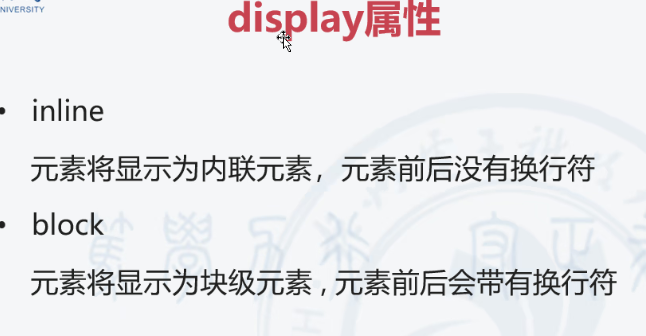 NIVERSITY
display属性
• inline
元素将显示为内联元素，元素前后没有换行符
• block
元素将显示为块级元素 , 元素前后会带有换行符